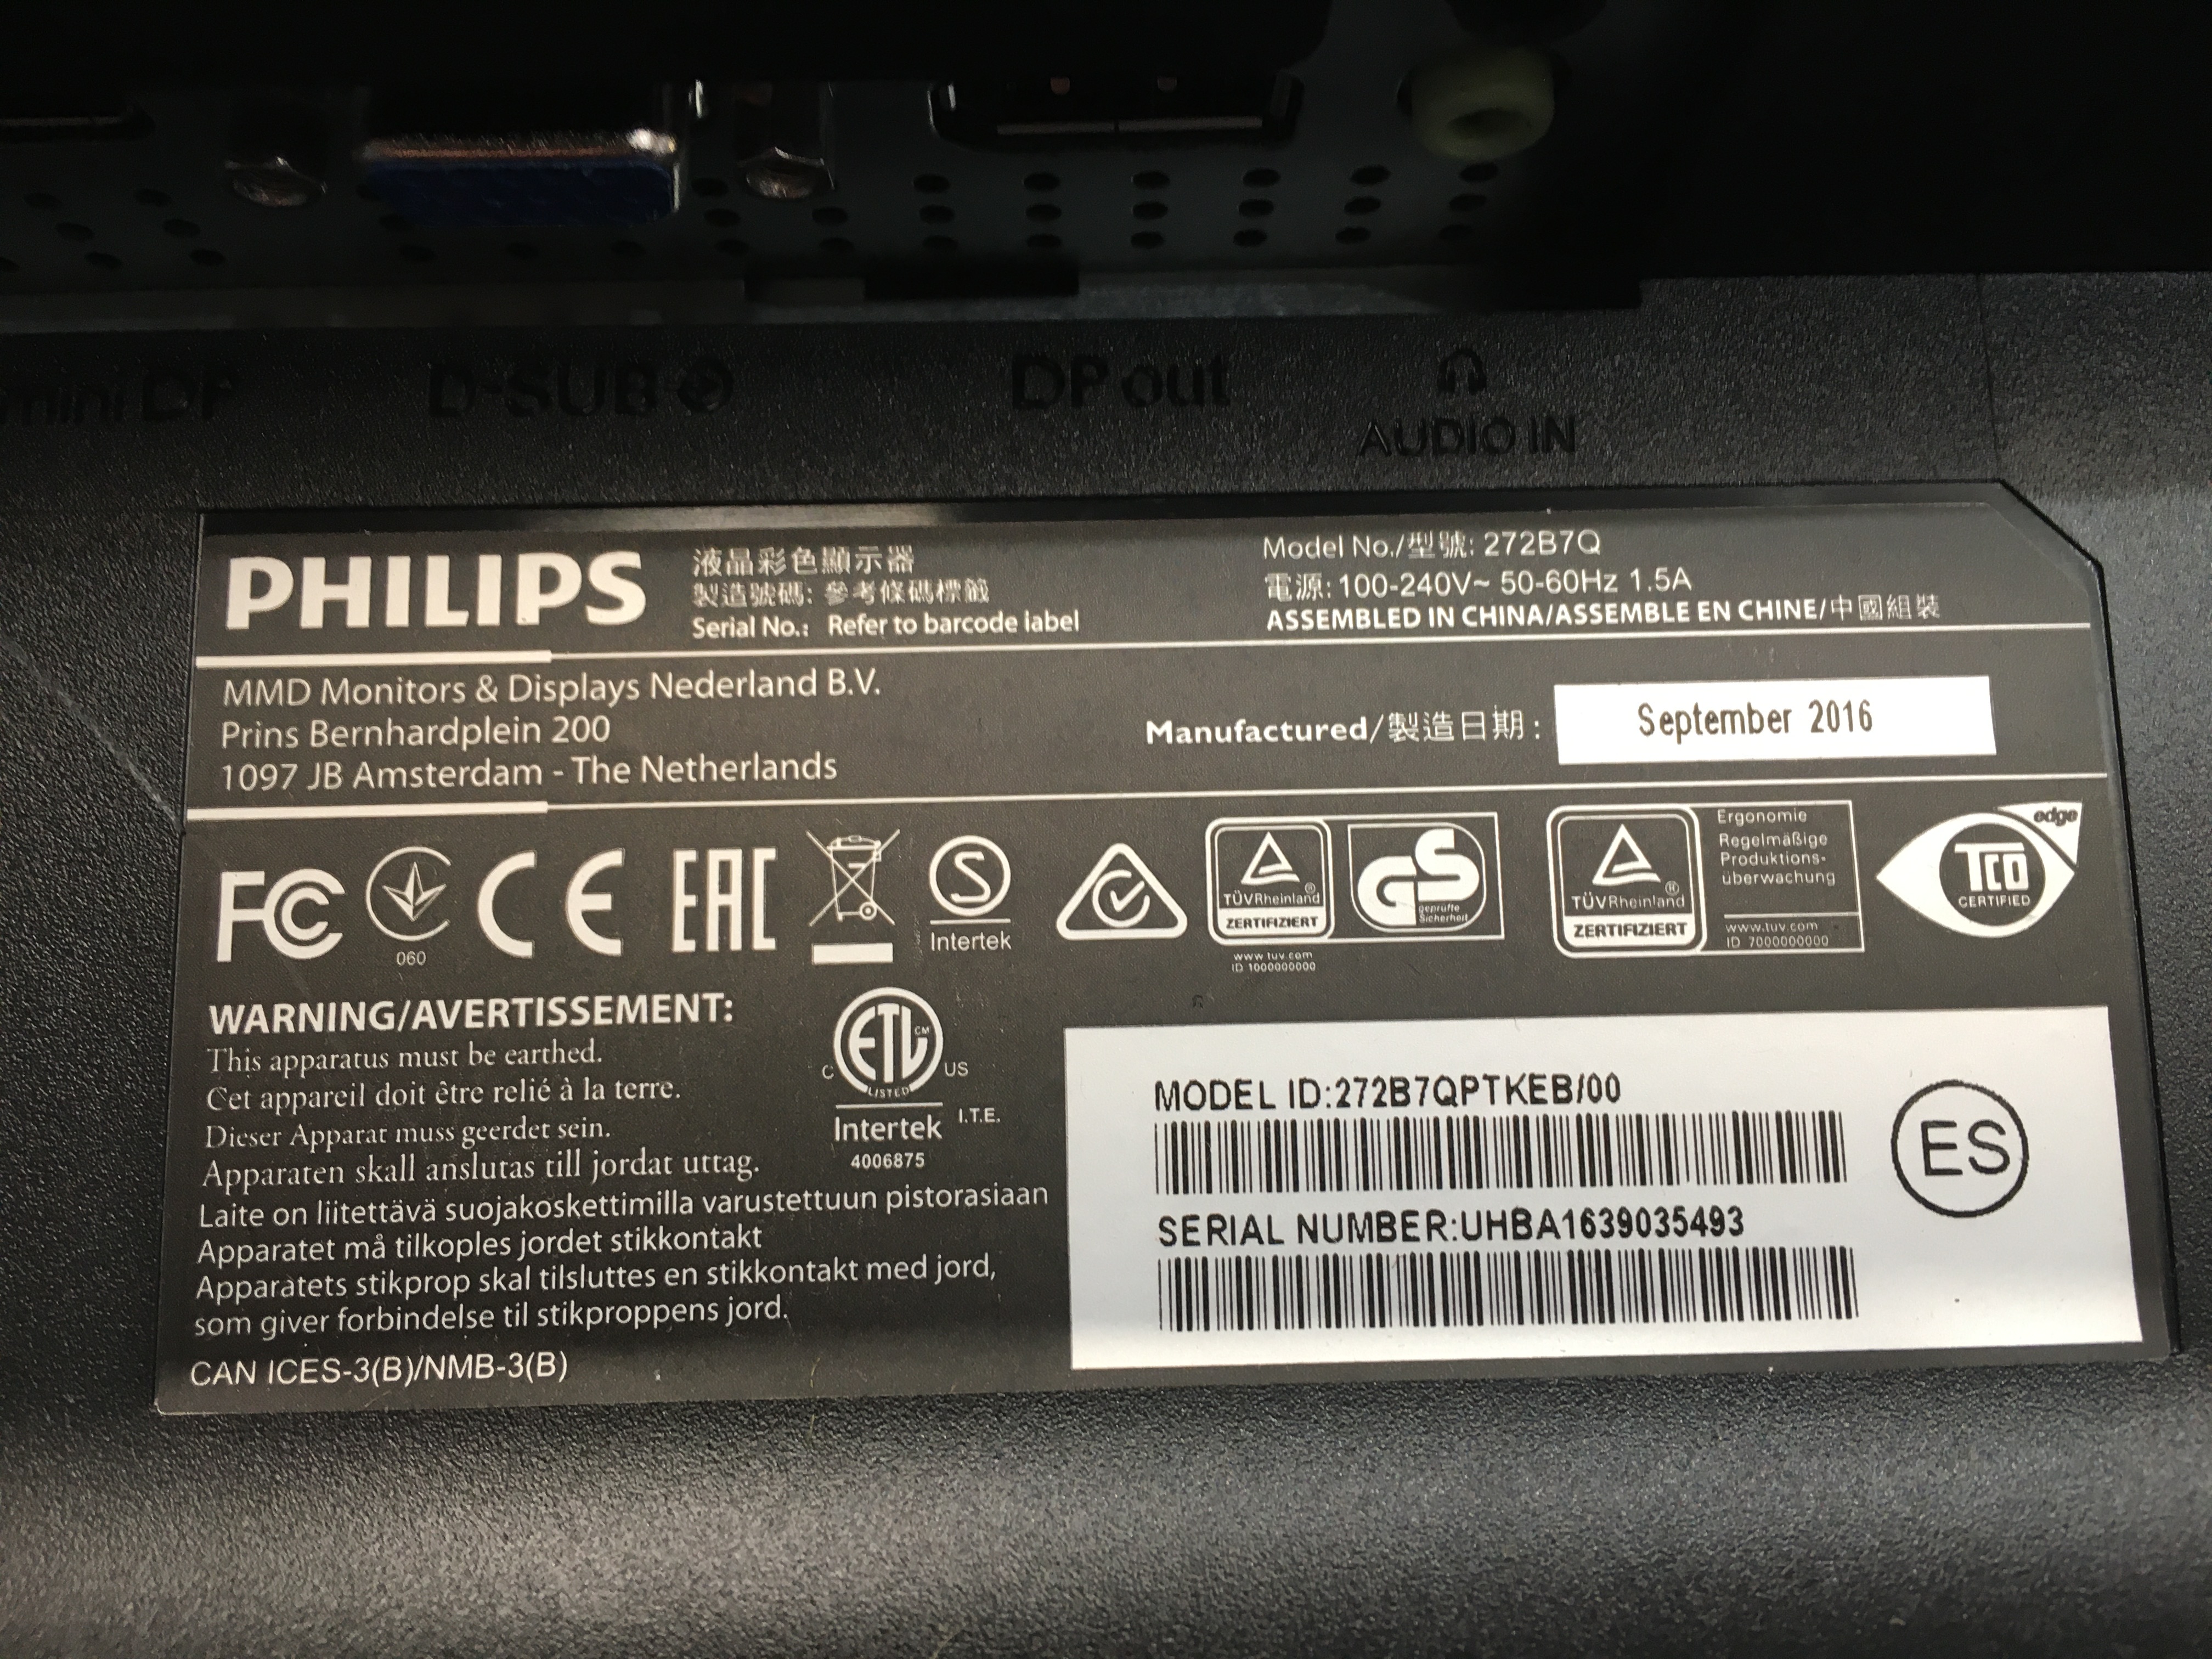 mini DP
D-SUB
DP out
AUDIO IN
PHILIPS
液晶彩色顯示器
製造號碼: 參考條碼標籤
Serial No.: Refer to barcode label
Model No./型號: 272B7Q
電源: 100-240V~ 50-60Hz 1.5A
ASSEMBLED IN CHINA/ASSEMBLE EN CHINE/中國組裝
MMD Monitors & Displays Nederland B.V.
Prins Bernhardplein 200
1097 JB Amsterdam - The Netherlands
Manufactured/製造日期:
September 2016
FC
060
CE
EAC
S
Intertek
TÜVRheinland®
ZERTIFIZIERT
www.tuv.com
ID 1000000000
GS
geprüfte
Sicherheit
TÜVRheinland®
ZERTIFIZIERT
Ergonomie
Regelmäßige
Produktions-
überwachung
www.tuv.com
ID 7000000000
edge
TCO
CERTIFIED
WARNING/AVERTISSEMENT:
This apparatus must be earthed.
Cet appareil doit être relié à la terre.
Dieser Apparat muss geerdet sein.
Apparaten skall anslutas till jordat uttag.
Laite on liitettävä suojakoskettimilla varustettuun pistorasiaan
Apparatet må tilkoples jordet stikkontakt
Apparatets stikprop skal tilsluttes en stikkontakt med jord,
som giver forbindelse til stikproppens jord.
CAN ICES-3(B)/NMB-3(B)
ETL CM
LISTED
C US
Intertek I.T.E.
4006875
MODEL ID:272B7QPTKEB/00
SERIAL NUMBER:UHBA1639035493
ES